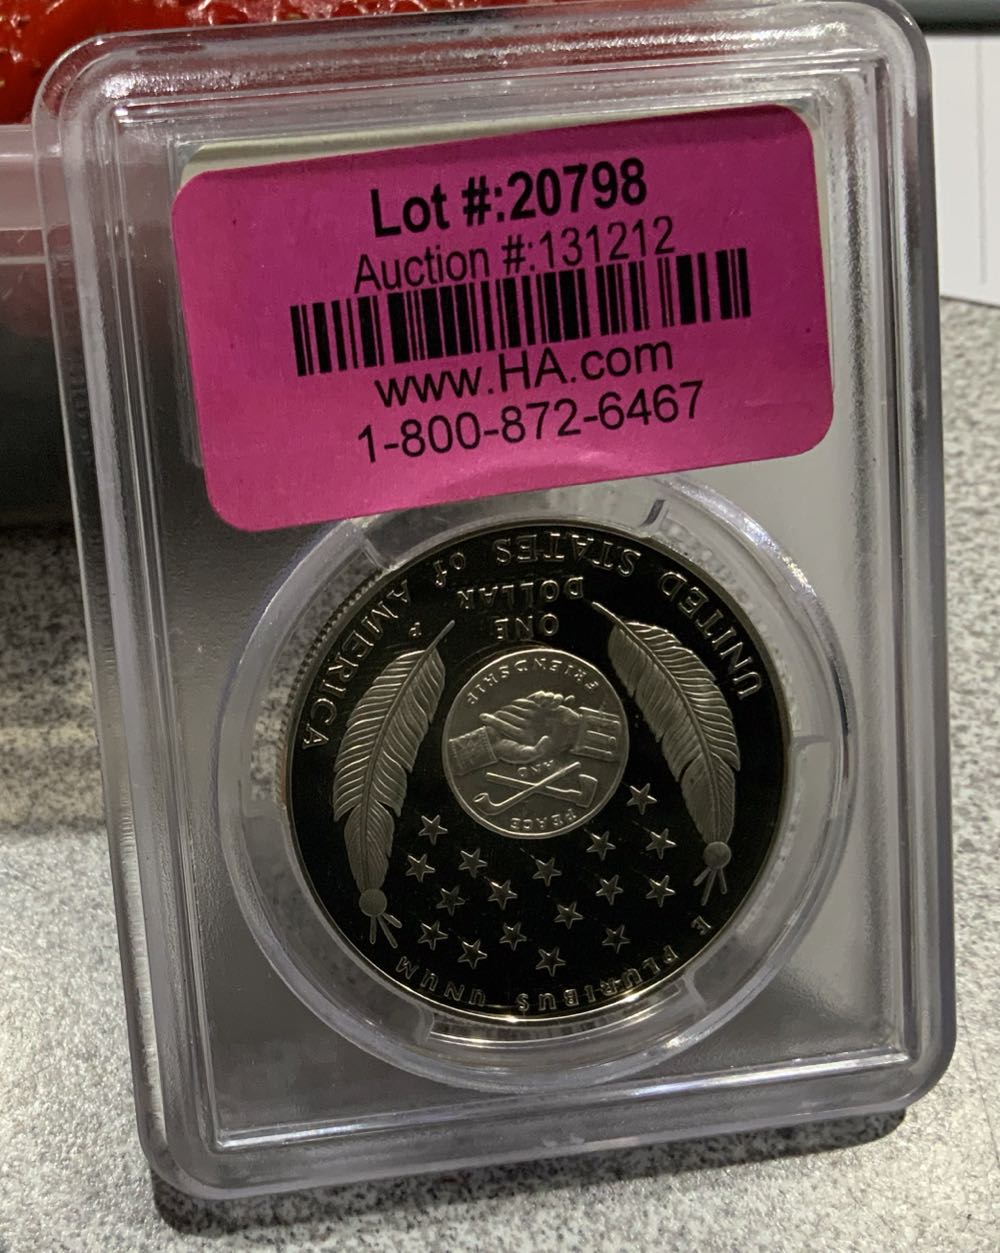 Lot #:20798
Auction #:131212
www.HA.com
1-800-872-6467
UNITED STATES of AMERICA
ONE
DOLLAR
P
FRIENDSHIP
AND
PEACE
E PLURIBUS UNUM